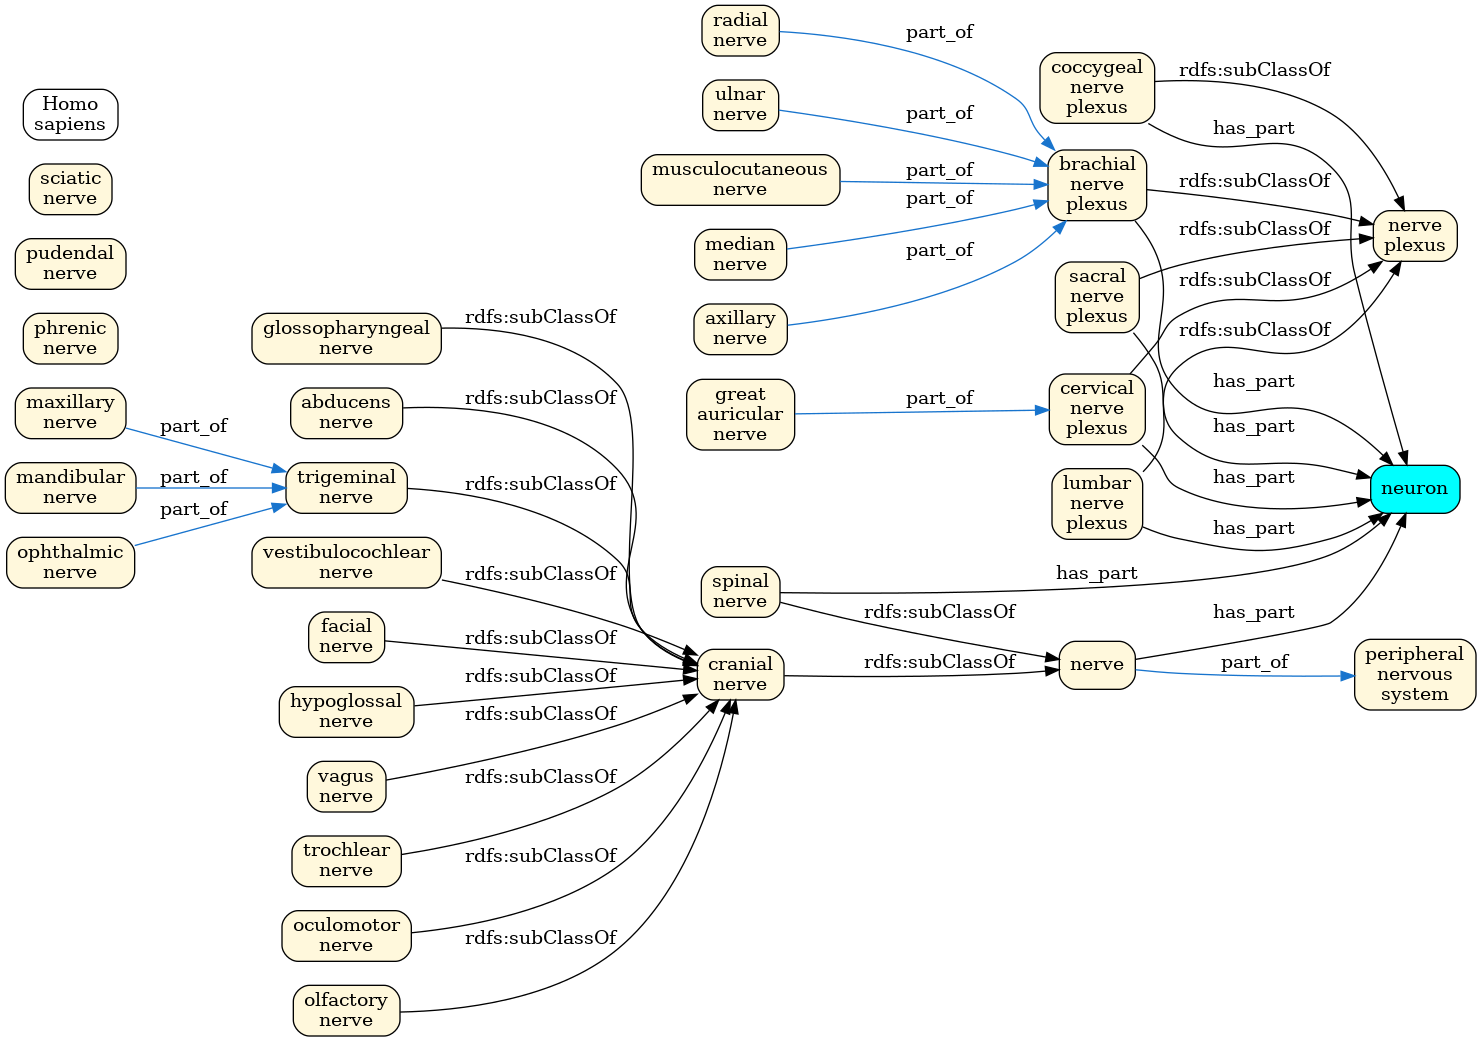 Homo
sapiens
sciatic
nerve
pudendal
nerve
phrenic
nerve
maxillary
nerve
mandibular
nerve
ophthalmic
nerve
part_of
part_of
part_of
glossopharyngeal
nerve
abducens
nerve
trigeminal
nerve
vestibulocochlear
nerve
facial
nerve
hypoglossal
nerve
vagus
nerve
trochlear
nerve
oculomotor
nerve
olfactory
nerve
rdfs:subClassOf
rdfs:subClassOf
rdfs:subClassOf
rdfs:subClassOf
rdfs:subClassOf
rdfs:subClassOf
rdfs:subClassOf
rdfs:subClassOf
rdfs:subClassOf
rdfs:subClassOf
radial
nerve
ulnar
nerve
musculocutaneous
nerve
median
nerve
axillary
nerve
great
auricular
nerve
spinal
nerve
cranial
nerve
part_of
part_of
part_of
part_of
part_of
part_of
has_part
rdfs:subClassOf
rdfs:subClassOf
coccygeal
nerve
plexus
brachial
nerve
plexus
sacral
nerve
plexus
cervical
nerve
plexus
lumbar
nerve
plexus
nerve
rdfs:subClassOf
has_part
rdfs:subClassOf
rdfs:subClassOf
rdfs:subClassOf
rdfs:subClassOf
has_part
has_part
has_part
has_part
has_part
part_of
nerve
plexus
neuron
peripheral
nervous
system